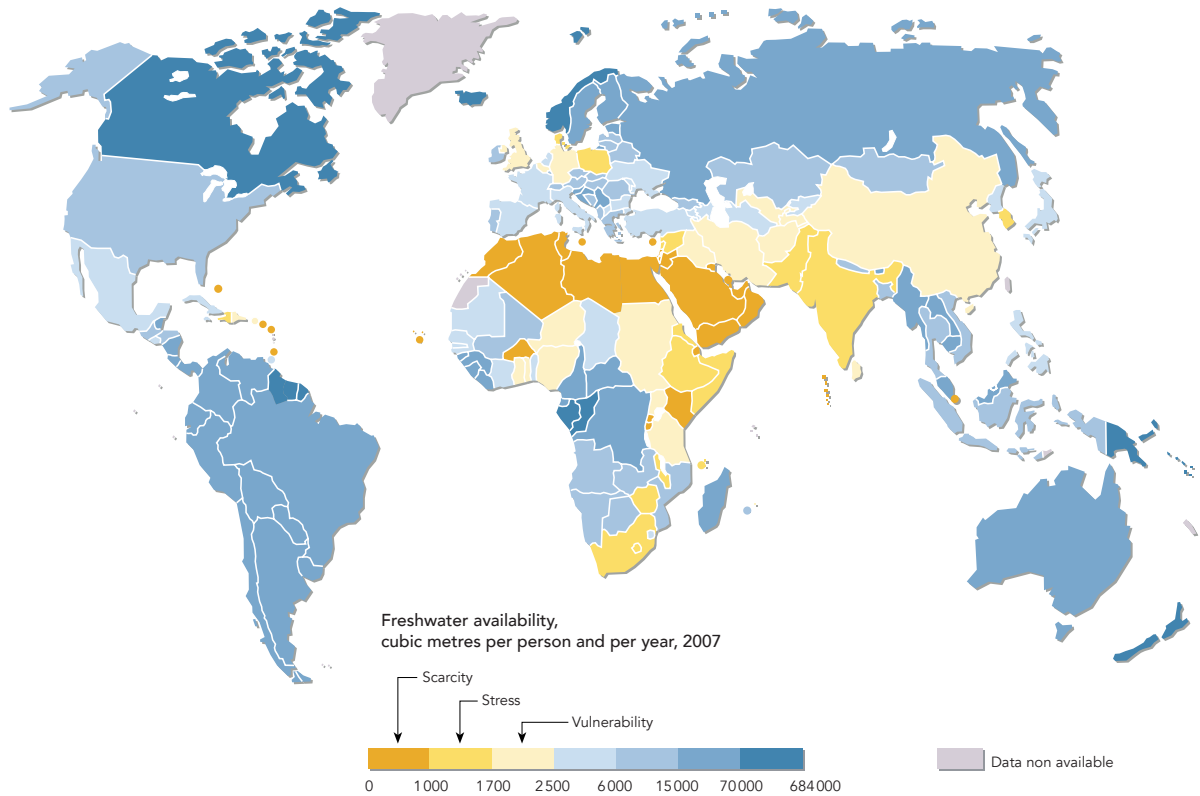 Freshwater availability,
cubic metres per person and per year, 2007
Scarcity
Stress
Vulnerability
0 1000 1700 2500 6000 15000 70000 684000
Data non available